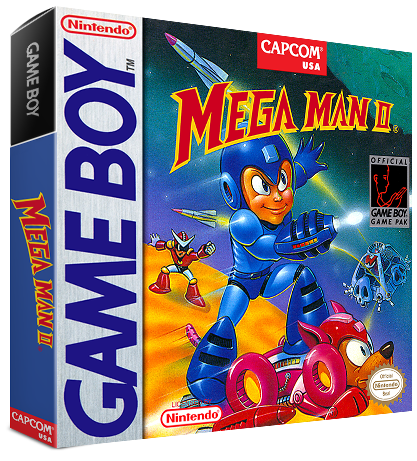 GAME BOY
MEGA MAN II
CAPCOM®
USA
Nintendo®
GAME BOY™
CAPCOM®
USA
MEGA MAN II
OFFICIAL
GAME BOY
GAME PAK
Nintendo®
Official
Nintendo
Seal